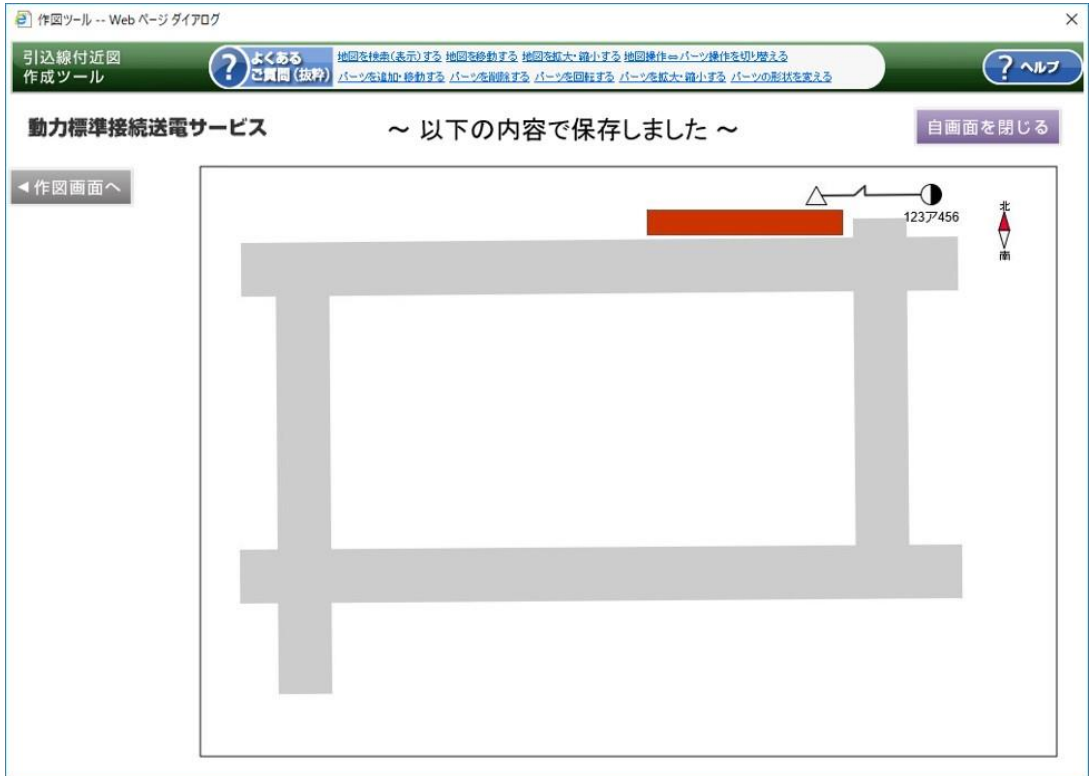 作図ツール -- Web ページ ダイアログ
引込線付近図
作成ツール
? よくある
ご質問(抜粋)
地図を検索(表示)する 地図を移動する 地図を拡大・縮小する 地図操作⇔パーツ操作を切り替える
パーツを追加・移動する パーツを削除する パーツを回転する パーツを拡大・縮小する パーツの形状を変える
? ヘルプ
動力標準接続送電サービス
～ 以下の内容で保存しました ～
自画面を閉じる
◀作図画面へ
123ア456
北
南